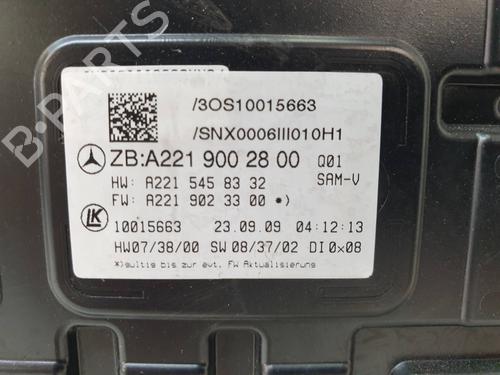 B-PARTS
/3OS10015663
/SNX0006III010H1
ZB:A221 900 28 00 Q01
HW: A221 545 83 32 SAM-V
FW: A221 902 33 00 *)
LK
10015663 23.09.09 04:12:13
HW07/38/00 SW 08/37/02 DI0x08
*)gultig bis zur evt. FW Aktualisierung